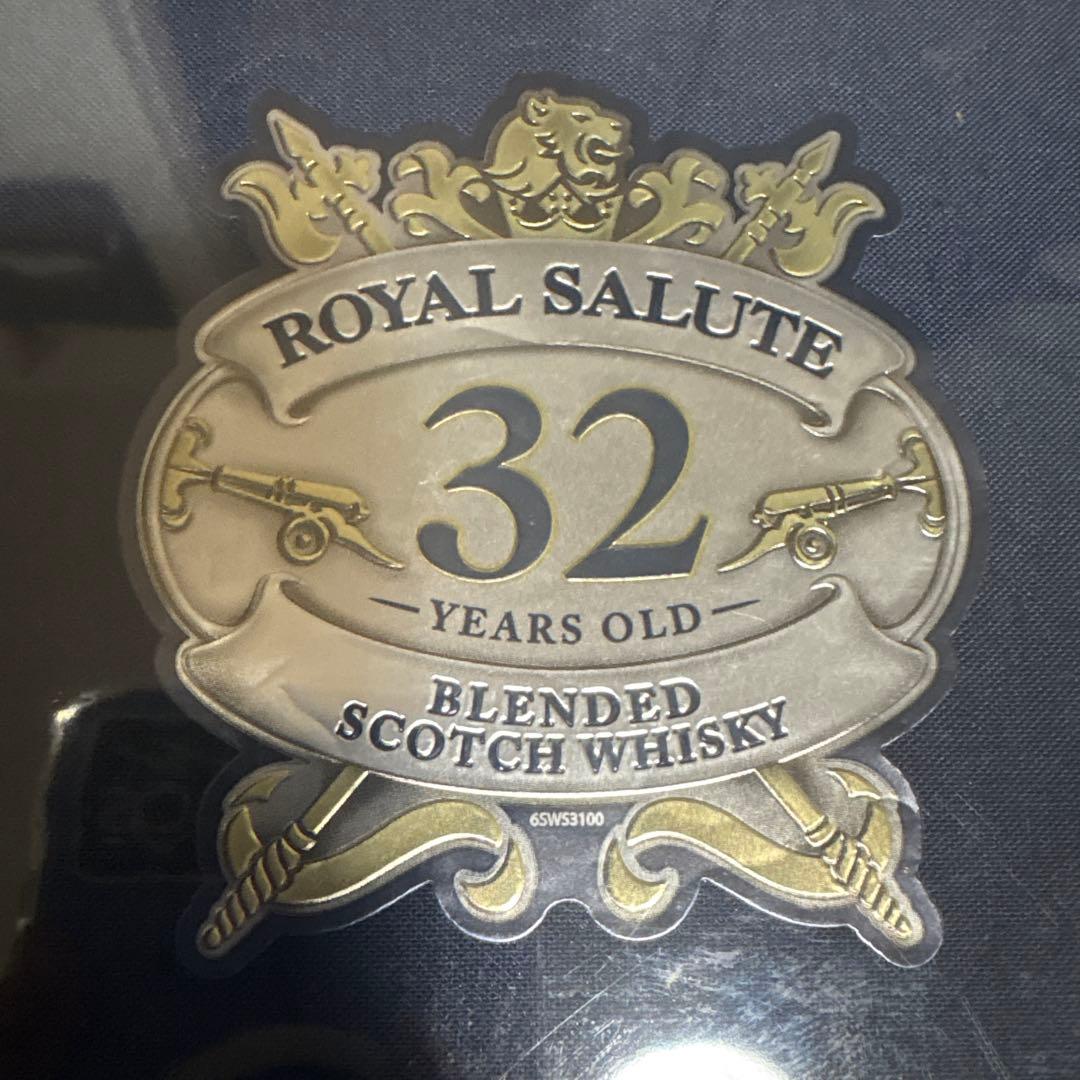 ROYAL SALUTE
32
YEARS OLD
BLENDED
SCOTCH WHISKY
6SWS3100